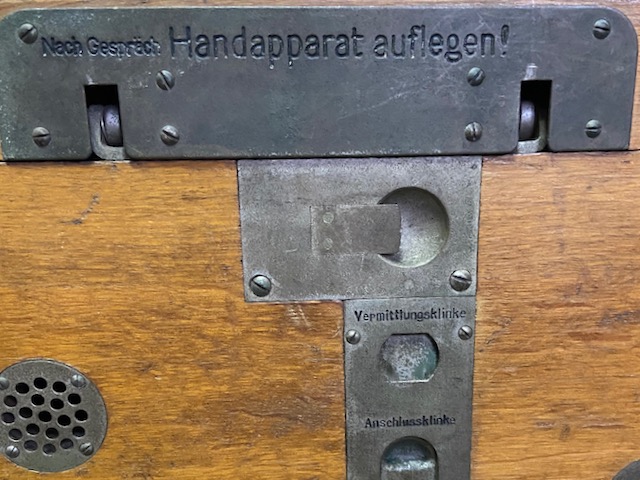 Nach Gespräch Handapparat auflegen!
Vermittlungsklinke
Anschlussklinke